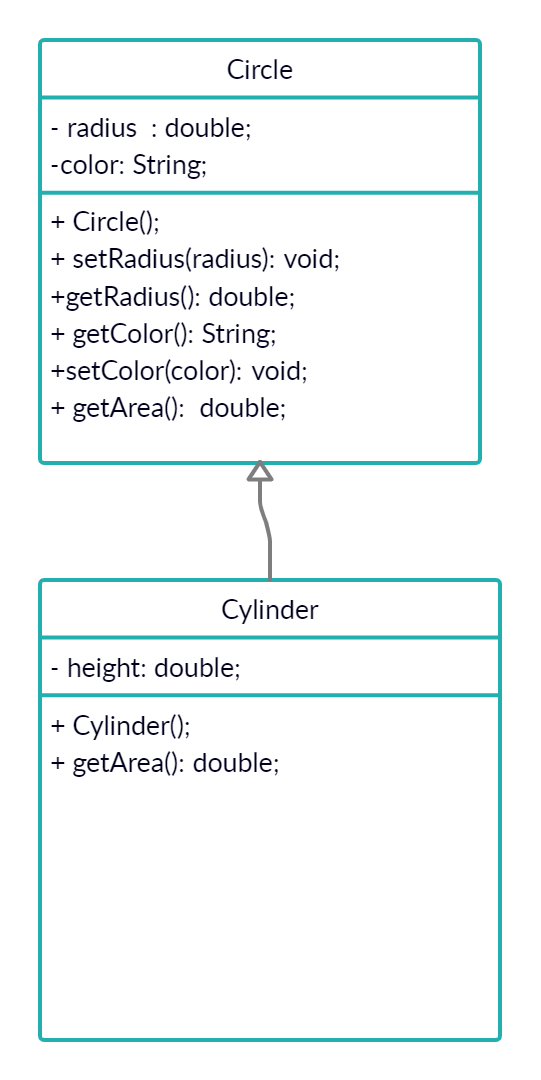 Circle
- radius  : double;
-color: String;
+ Circle();
+ setRadius(radius): void;
+getRadius(): double;
+ getColor(): String;
+setColor(color): void;
+ getArea():  double;
Cylinder
- height: double;
+ Cylinder();
+ getArea(): double;